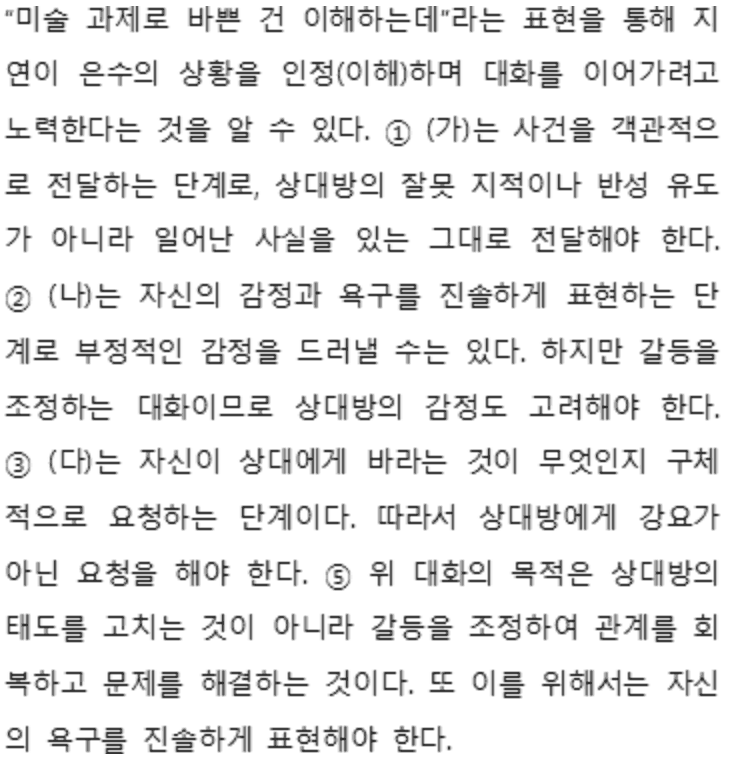 “미술 과제로 바쁜 건 이해하는데”라는 표현을 통해 지
연이 은수의 상황을 인정(이해)하며 대화를 이어가려고
노력한다는 것을 알 수 있다. ① (가)는 사건을 객관적으
로 전달하는 단계로, 상대방의 잘못 지적이나 반성 유도
가 아니라 일어난 사실을 있는 그대로 전달해야 한다.
② (나)는 자신의 감정과 욕구를 진솔하게 표현하는 단
계로 부정적인 감정을 드러낼 수는 있다. 하지만 갈등을
조정하는 대화이므로 상대방의 감정도 고려해야 한다.
③ (다)는 자신이 상대에게 바라는 것이 무엇인지 구체
적으로 요청하는 단계이다. 따라서 상대방에게 강요가
아닌 요청을 해야 한다. ⑤ 위 대화의 목적은 상대방의
태도를 고치는 것이 아니라 갈등을 조정하여 관계를 회
복하고 문제를 해결하는 것이다. 또 이를 위해서는 자신
의 욕구를 진솔하게 표현해야 한다.